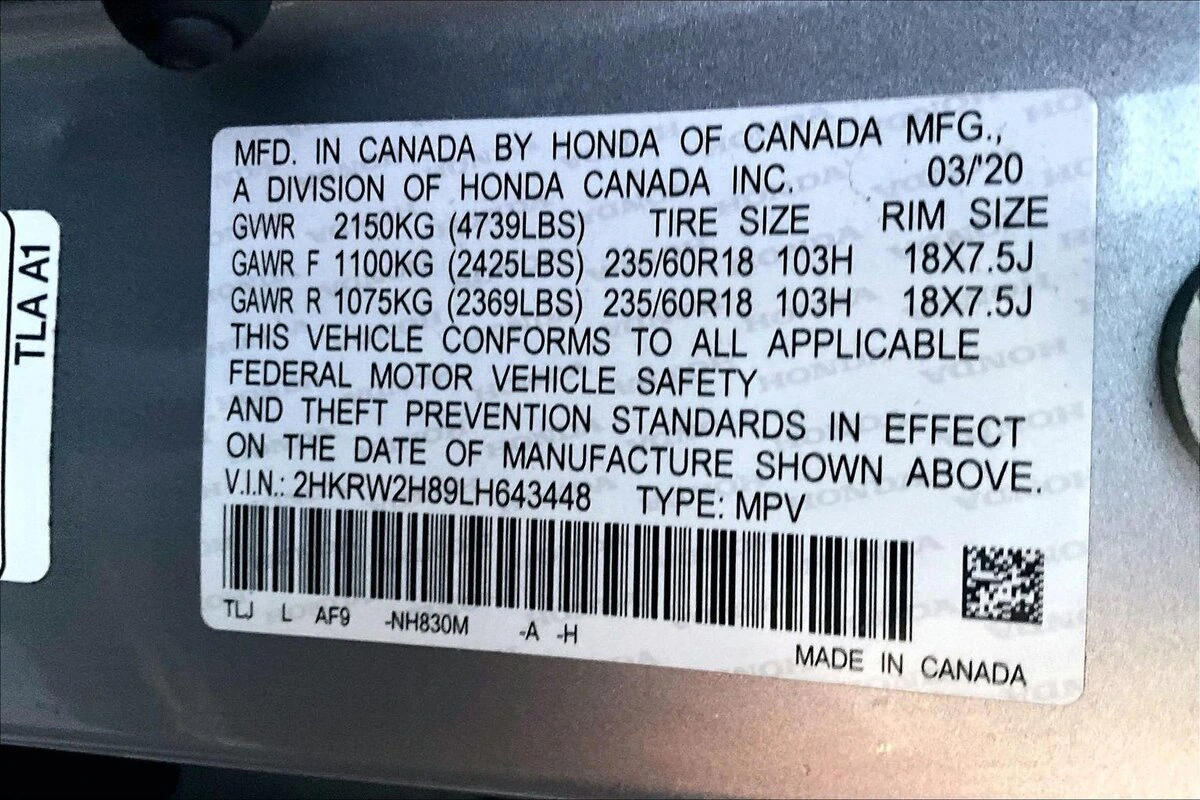 MFD. IN CANADA BY HONDA OF CANADA MFG.,
A DIVISION OF HONDA CANADA INC. 03/'20
GVWR 2150KG (4739LBS) TIRE SIZE RIM SIZE
GAWR F 1100KG (2425LBS) 235/60R18 103H 18X7.5J
GAWR R 1075KG (2369LBS) 235/60R18 103H 18X7.5J
THIS VEHICLE CONFORMS TO ALL APPLICABLE
FEDERAL MOTOR VEHICLE SAFETY
AND THEFT PREVENTION STANDARDS IN EFFECT
ON THE DATE OF MANUFACTURE SHOWN ABOVE.
V.I.N.: 2HKRW2H89LH643448 TYPE: MPV
TLJ L AF9 -NH830M -A -H
MADE IN CANADA
TLA A1